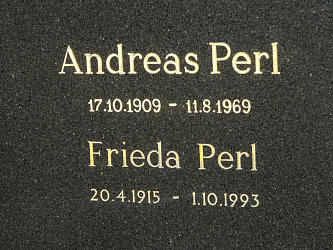 Andreas Perl
17.10.1909 - 11.8.1969
Frieda Perl
20.4.1915 - 1.10.1993